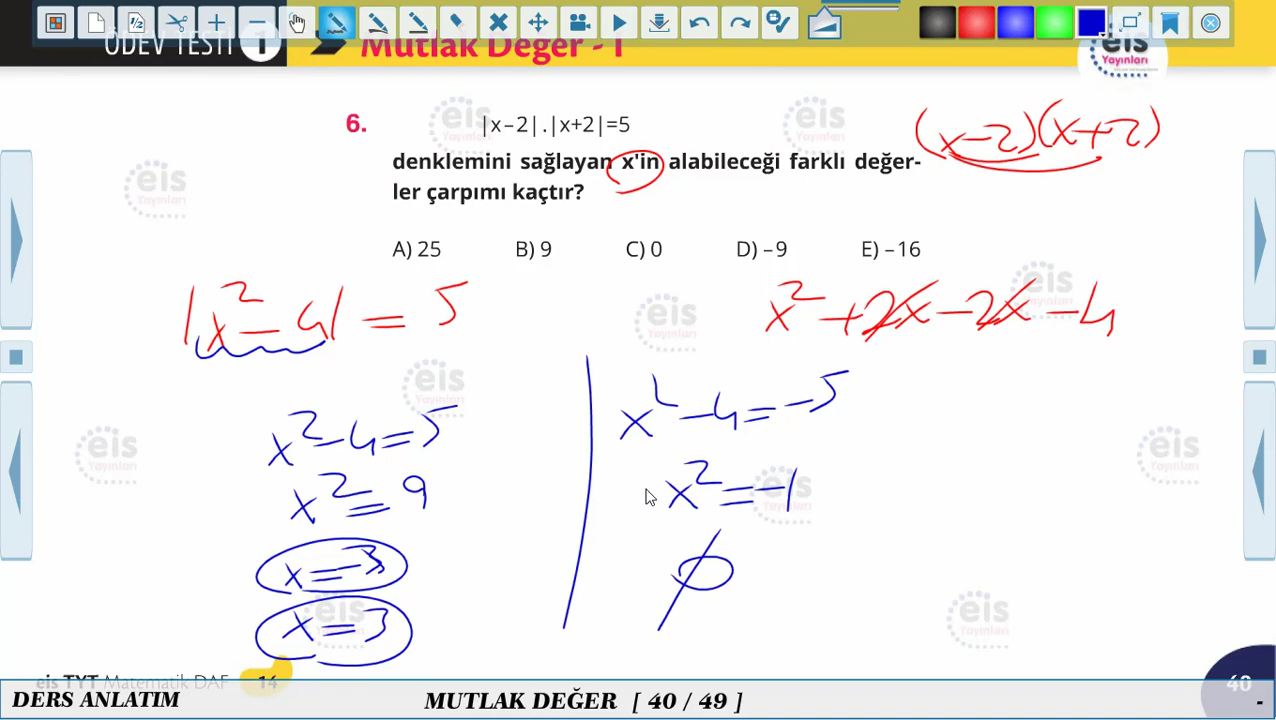 ÖDEV TESTİ 1 Mutlak Değer - I
eis
Yayınları
6. |x–2|.|x+2|=5
denklemini sağlayan x'in alabileceği farklı değer-
ler çarpımı kaçtır?
A) 25 B) 9 C) 0 D) –9 E) –16
(x-2)(x+2)
|x²-4| = 5
x²+2x-2x-4
x²-4=5
x²=9
x=-3
x=3
x²-4=-5
x²=-1
∅
eis TYT Matematik DAF 14
40
DERS ANLATIM MUTLAK DEĞER [ 40 / 49 ] -